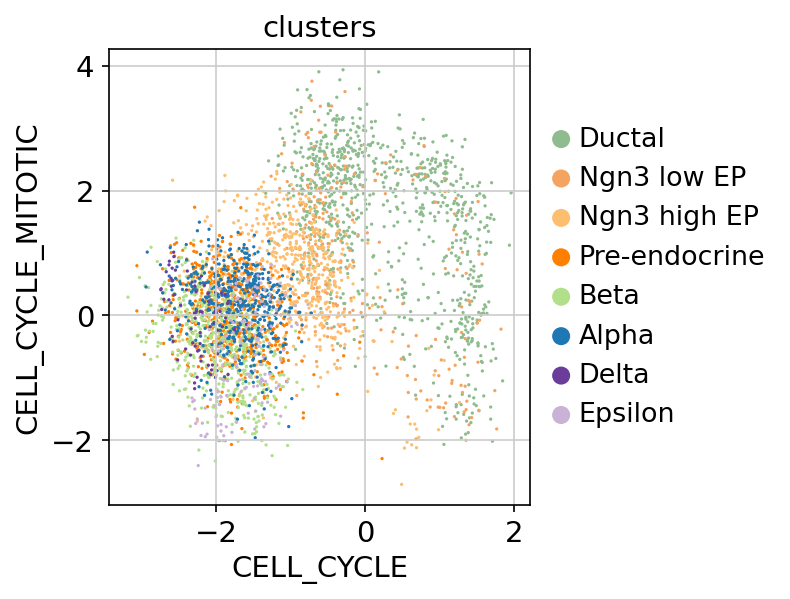 clusters
4
2
0
−2
CELL_CYCLE_MITOTIC
−2 0 2
CELL_CYCLE
Ductal
Ngn3 low EP
Ngn3 high EP
Pre-endocrine
Beta
Alpha
Delta
Epsilon